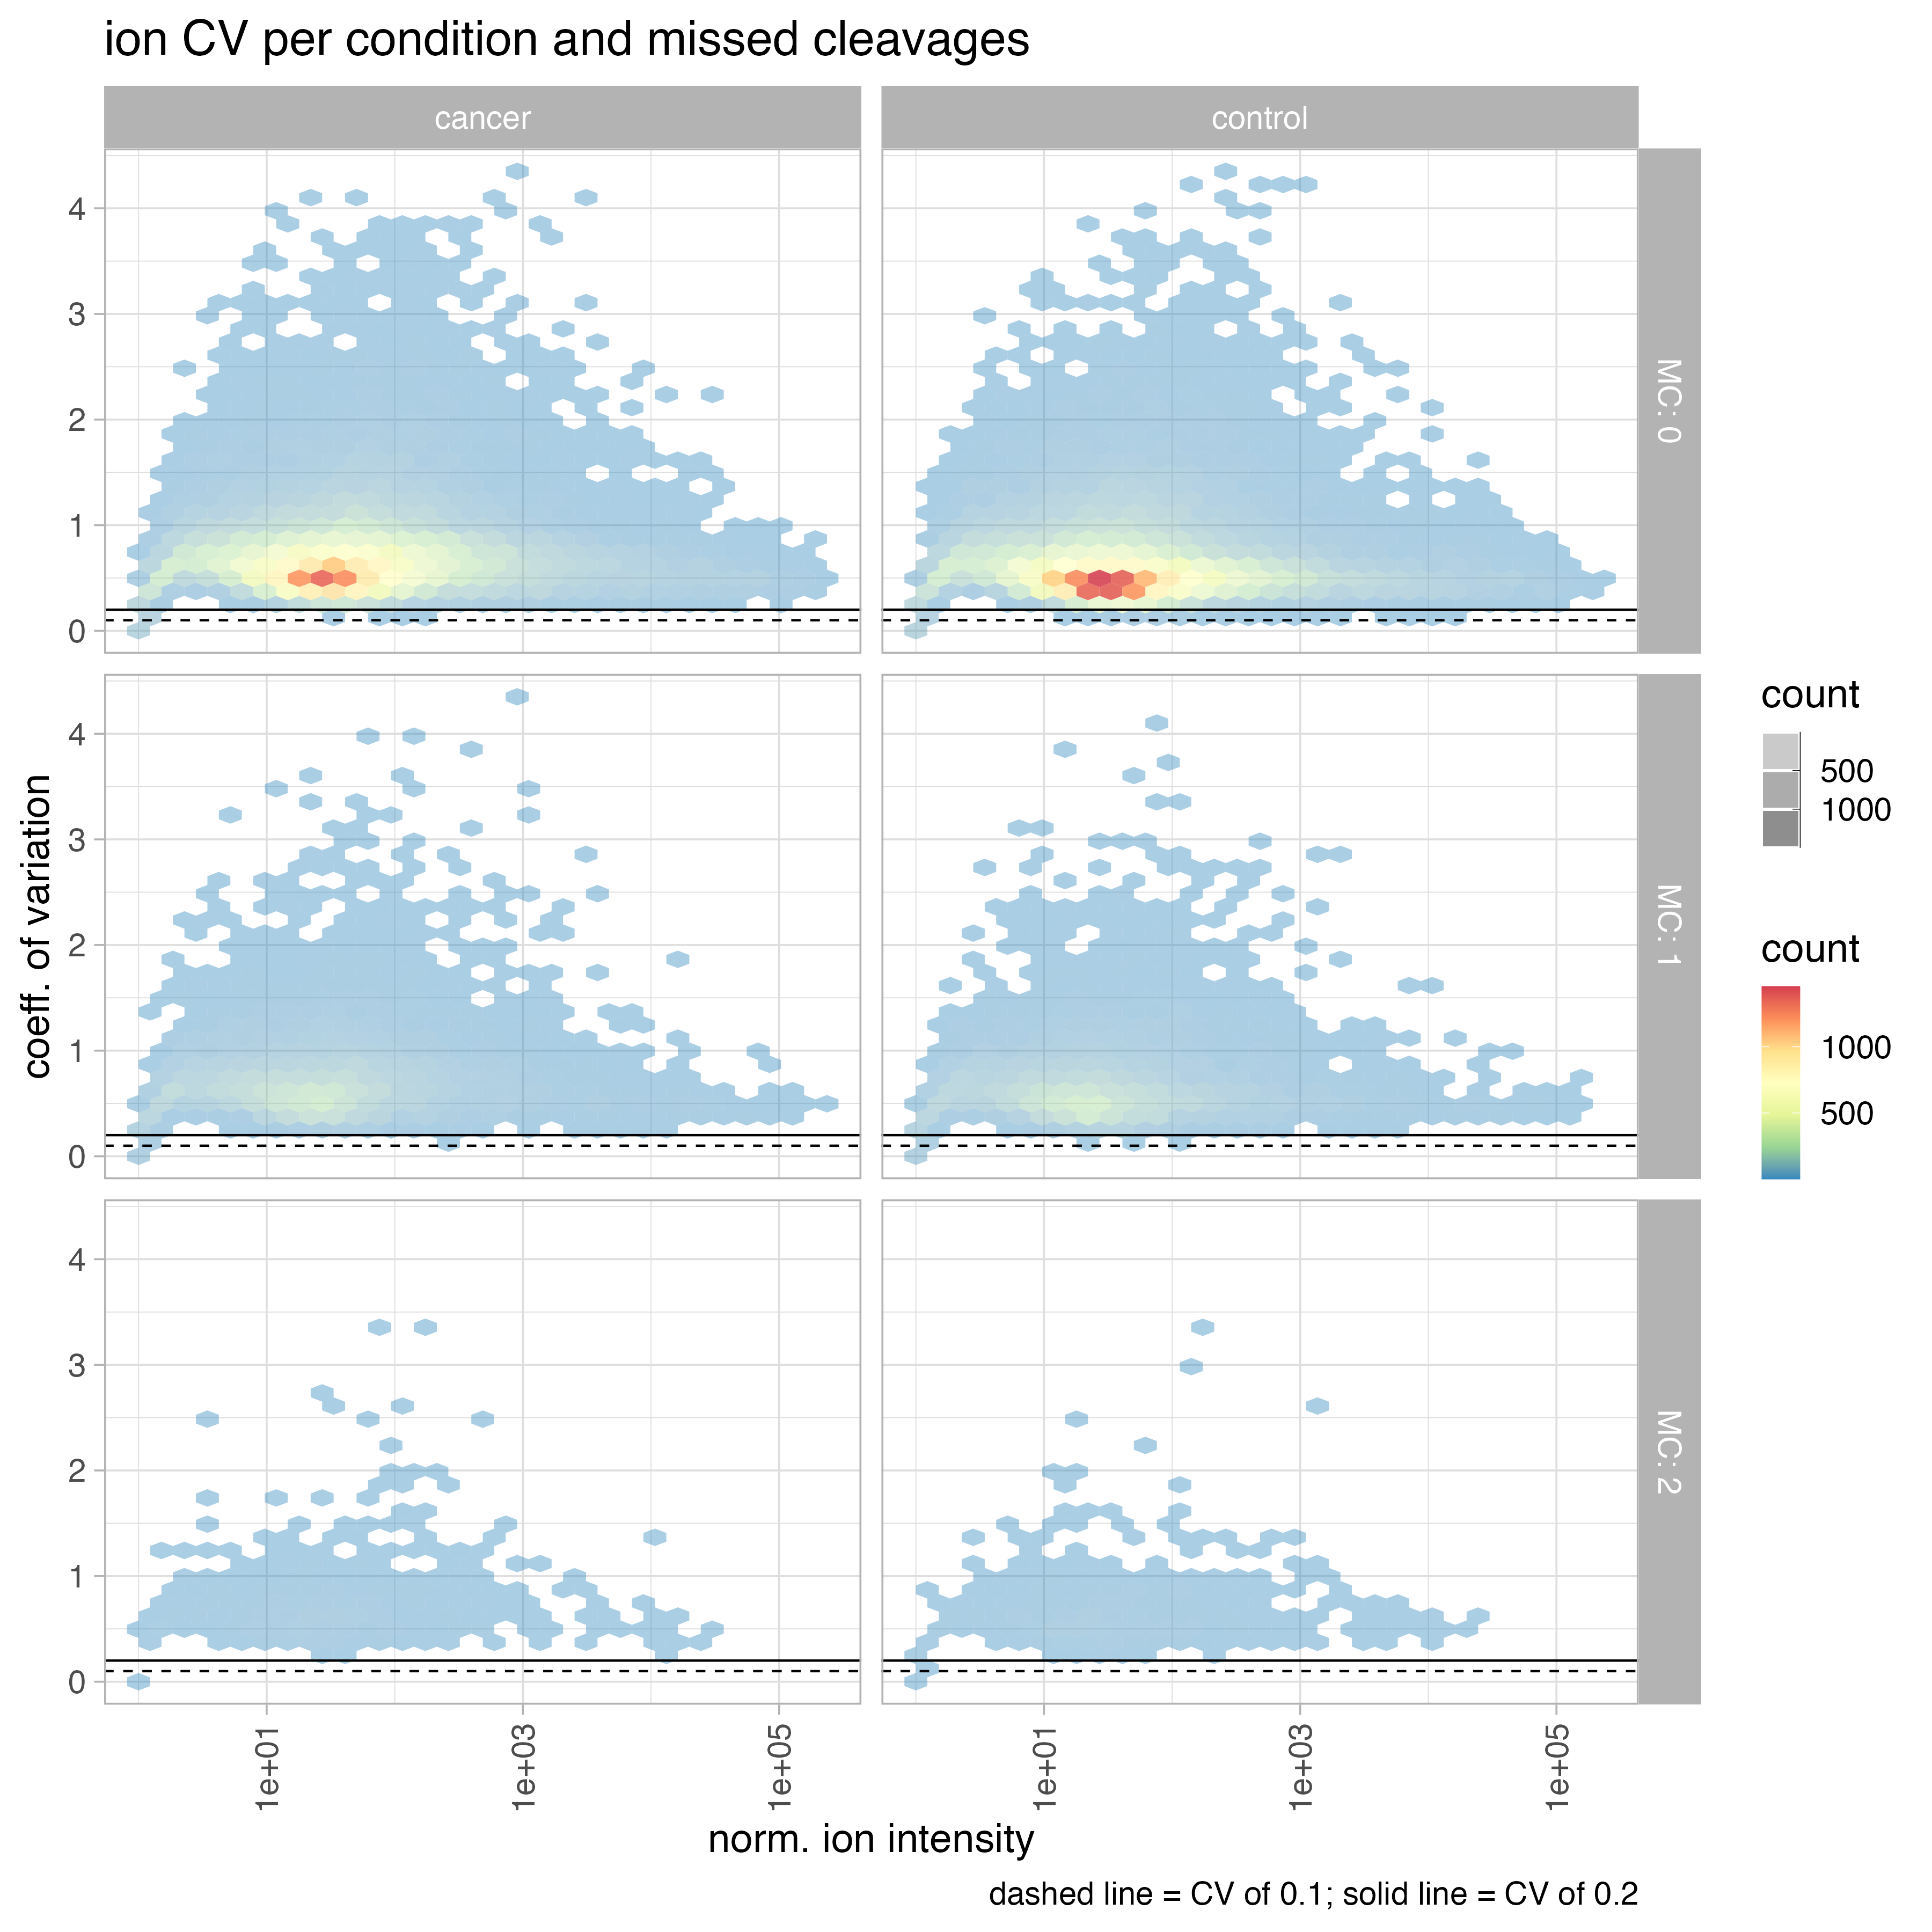 ion CV per condition and missed cleavages
cancer
control
4
3
2
1
0
MC: 0
4
3
2
1
0
MC: 1
4
3
2
1
0
MC: 2
coeff. of variation
1e+01
1e+03
1e+05
1e+01
1e+03
1e+05
norm. ion intensity
count
500
1000
count
1000
500
dashed line = CV of 0.1; solid line = CV of 0.2